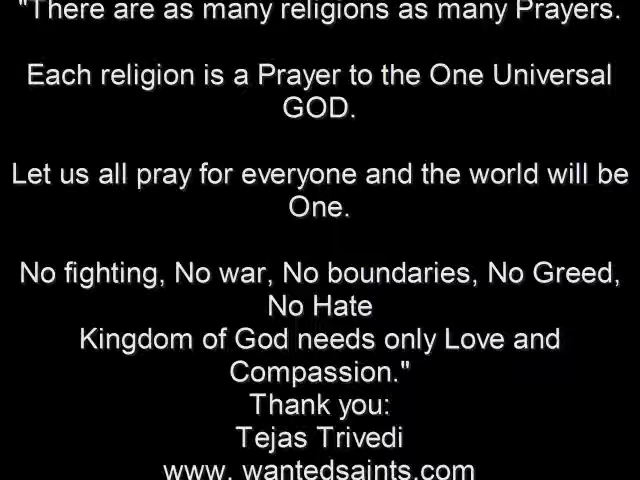 "There are as many religions as many Prayers.
Each religion is a Prayer to the One Universal
GOD.
Let us all pray for everyone and the world will be
One.
No fighting, No war, No boundaries, No Greed,
No Hate
Kingdom of God needs only Love and
Compassion."
Thank you:
Tejas Trivedi
www. wantedsaints.com